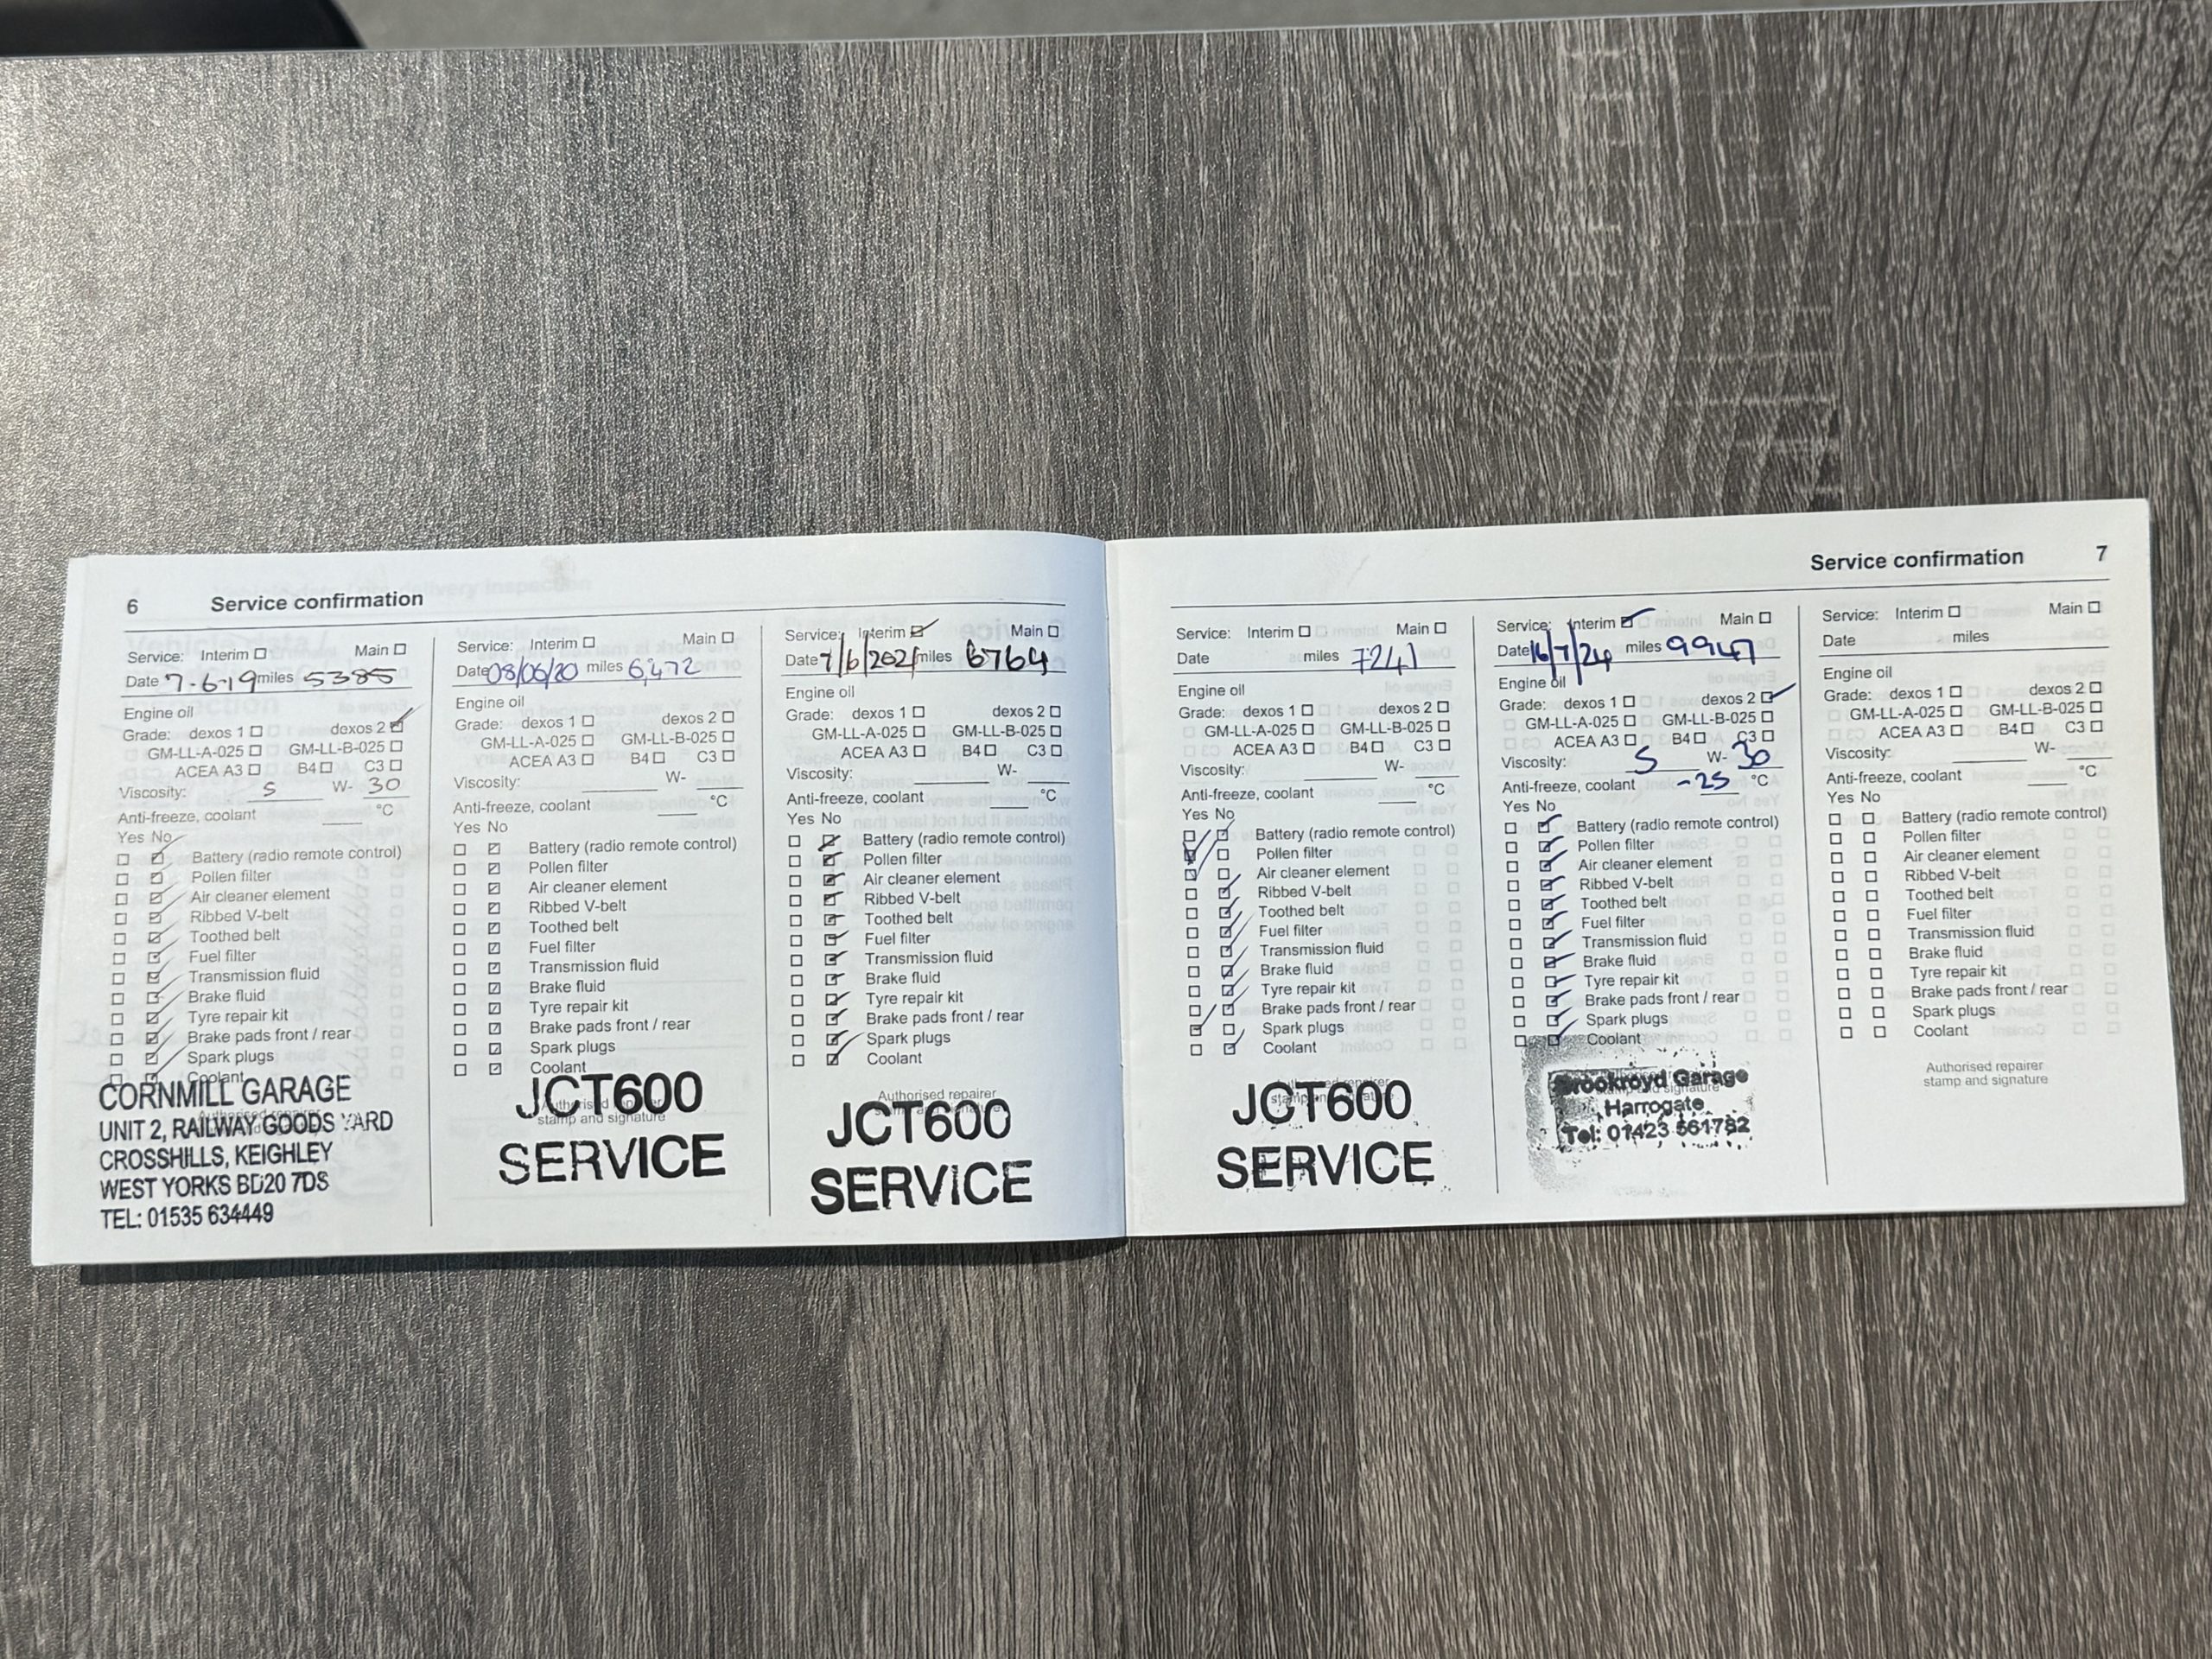 6 Service confirmation
Service: Interim Main
Date 7-6-19 miles 5385
Engine oil
Grade: dexos 1 dexos 2
GM-LL-A-025 GM-LL-B-025
ACEA A3 B4 C3
Viscosity: 5 W- 30
Anti-freeze, coolant °C
Yes No
Battery (radio remote control)
Pollen filter
Air cleaner element
Ribbed V-belt
Toothed belt
Fuel filter
Transmission fluid
Brake fluid
Tyre repair kit
Brake pads front / rear
Spark plugs
Coolant
CORNMILL GARAGE
UNIT 2, RAILWAY GOODS YARD
CROSSHILLS, KEIGHLEY
WEST YORKS BD20 7DS
TEL: 01535 634449
Service: Interim Main
Date 08/06/20 miles 6,472
Engine oil
Grade: dexos 1 dexos 2
GM-LL-A-025 GM-LL-B-025
ACEA A3 B4 C3
Viscosity: W-
Anti-freeze, coolant °C
Yes No
Battery (radio remote control)
Pollen filter
Air cleaner element
Ribbed V-belt
Toothed belt
Fuel filter
Transmission fluid
Brake fluid
Tyre repair kit
Brake pads front / rear
Spark plugs
Coolant
Authorised repairer
stamp and signature
JCT600
SERVICE
Service: Interim Main
Date 7/6/2021 miles 6764
Engine oil
Grade: dexos 1 dexos 2
GM-LL-A-025 GM-LL-B-025
ACEA A3 B4 C3
Viscosity: W-
Anti-freeze, coolant °C
Yes No
Battery (radio remote control)
Pollen filter
Air cleaner element
Ribbed V-belt
Toothed belt
Fuel filter
Transmission fluid
Brake fluid
Tyre repair kit
Brake pads front / rear
Spark plugs
Coolant
Authorised repairer
JCT600
SERVICE
Service confirmation 7
Service: Interim Main
Date miles 7241
Engine oil
Grade: dexos 1 dexos 2
GM-LL-A-025 GM-LL-B-025
ACEA A3 B4 C3
Viscosity: W-
Anti-freeze, coolant °C
Yes No
Battery (radio remote control)
Pollen filter
Air cleaner element
Ribbed V-belt
Toothed belt
Fuel filter
Transmission fluid
Brake fluid
Tyre repair kit
Brake pads front / rear
Spark plugs
Coolant
JCT600
SERVICE
Service: Interim Main
Date 16/7/24 miles 9947
Engine oil
Grade: dexos 1 dexos 2
GM-LL-A-025 GM-LL-B-025
ACEA A3 B4 C3
Viscosity: 5 W- 30
Anti-freeze, coolant -25 °C
Yes No
Battery (radio remote control)
Pollen filter
Air cleaner element
Ribbed V-belt
Toothed belt
Fuel filter
Transmission fluid
Brake fluid
Tyre repair kit
Brake pads front / rear
Spark plugs
Coolant
Brookroyd Garage
Harrogate
Tel: 01423 561782
Service: Interim Main
Date miles
Engine oil
Grade: dexos 1 dexos 2
GM-LL-A-025 GM-LL-B-025
ACEA A3 B4 C3
Viscosity: W-
Anti-freeze, coolant °C
Yes No
Battery (radio remote control)
Pollen filter
Air cleaner element
Ribbed V-belt
Toothed belt
Fuel filter
Transmission fluid
Brake fluid
Tyre repair kit
Brake pads front / rear
Spark plugs
Coolant
Authorised repairer
stamp and signature